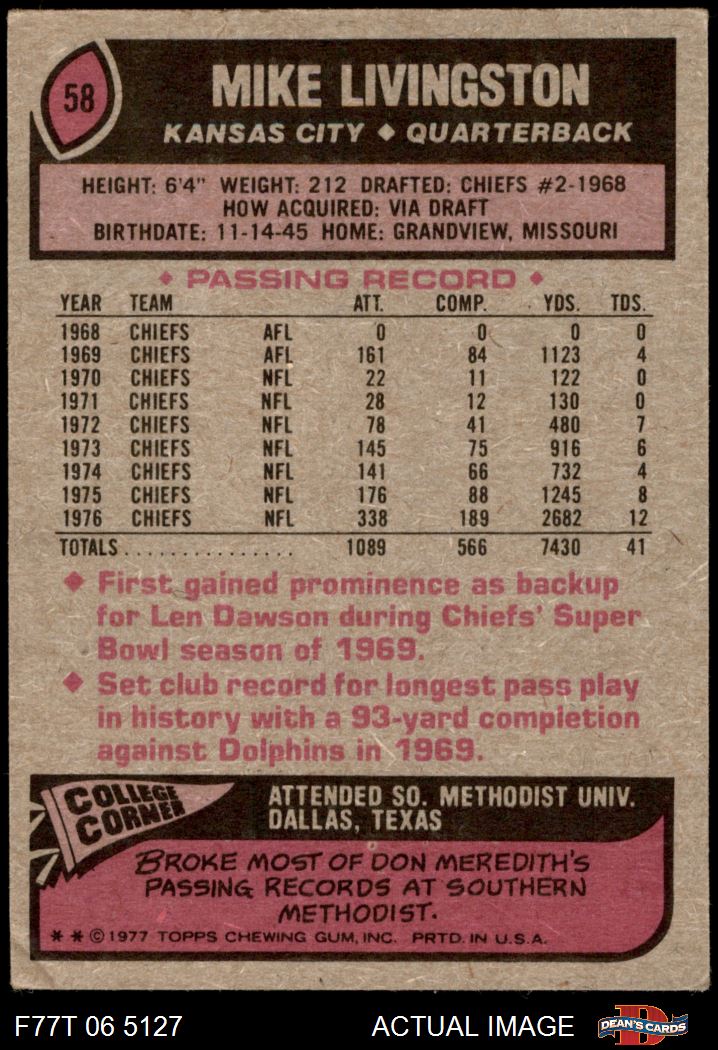 58
MIKE LIVINGSTON
KANSAS CITY ◆ QUARTERBACK
HEIGHT: 6'4" WEIGHT: 212 DRAFTED: CHIEFS #2-1968
HOW ACQUIRED: VIA DRAFT
BIRTHDATE: 11-14-45 HOME: GRANDVIEW, MISSOURI
◆ PASSING RECORD ◆
YEAR TEAM ATT. COMP. YDS. TDS.
1968 CHIEFS AFL 0 0 0 0
1969 CHIEFS AFL 161 84 1123 4
1970 CHIEFS NFL 22 11 122 0
1971 CHIEFS NFL 28 12 130 0
1972 CHIEFS NFL 78 41 480 7
1973 CHIEFS NFL 145 75 916 6
1974 CHIEFS NFL 141 66 732 4
1975 CHIEFS NFL 176 88 1245 8
1976 CHIEFS NFL 338 189 2682 12
TOTALS................ 1089 566 7430 41
◆ First gained prominence as backup
for Len Dawson during Chiefs' Super
Bowl season of 1969.
◆ Set club record for longest pass play
in history with a 93-yard completion
against Dolphins in 1969.
COLLEGE
CORNER
ATTENDED SO. METHODIST UNIV.
DALLAS, TEXAS
BROKE MOST OF DON MEREDITH'S
PASSING RECORDS AT SOUTHERN
METHODIST.
* * © 1977 TOPPS CHEWING GUM, INC. PRTD. IN U.S.A.
F77T 06 5127 ACTUAL IMAGE
D
DEAN'S CARDS